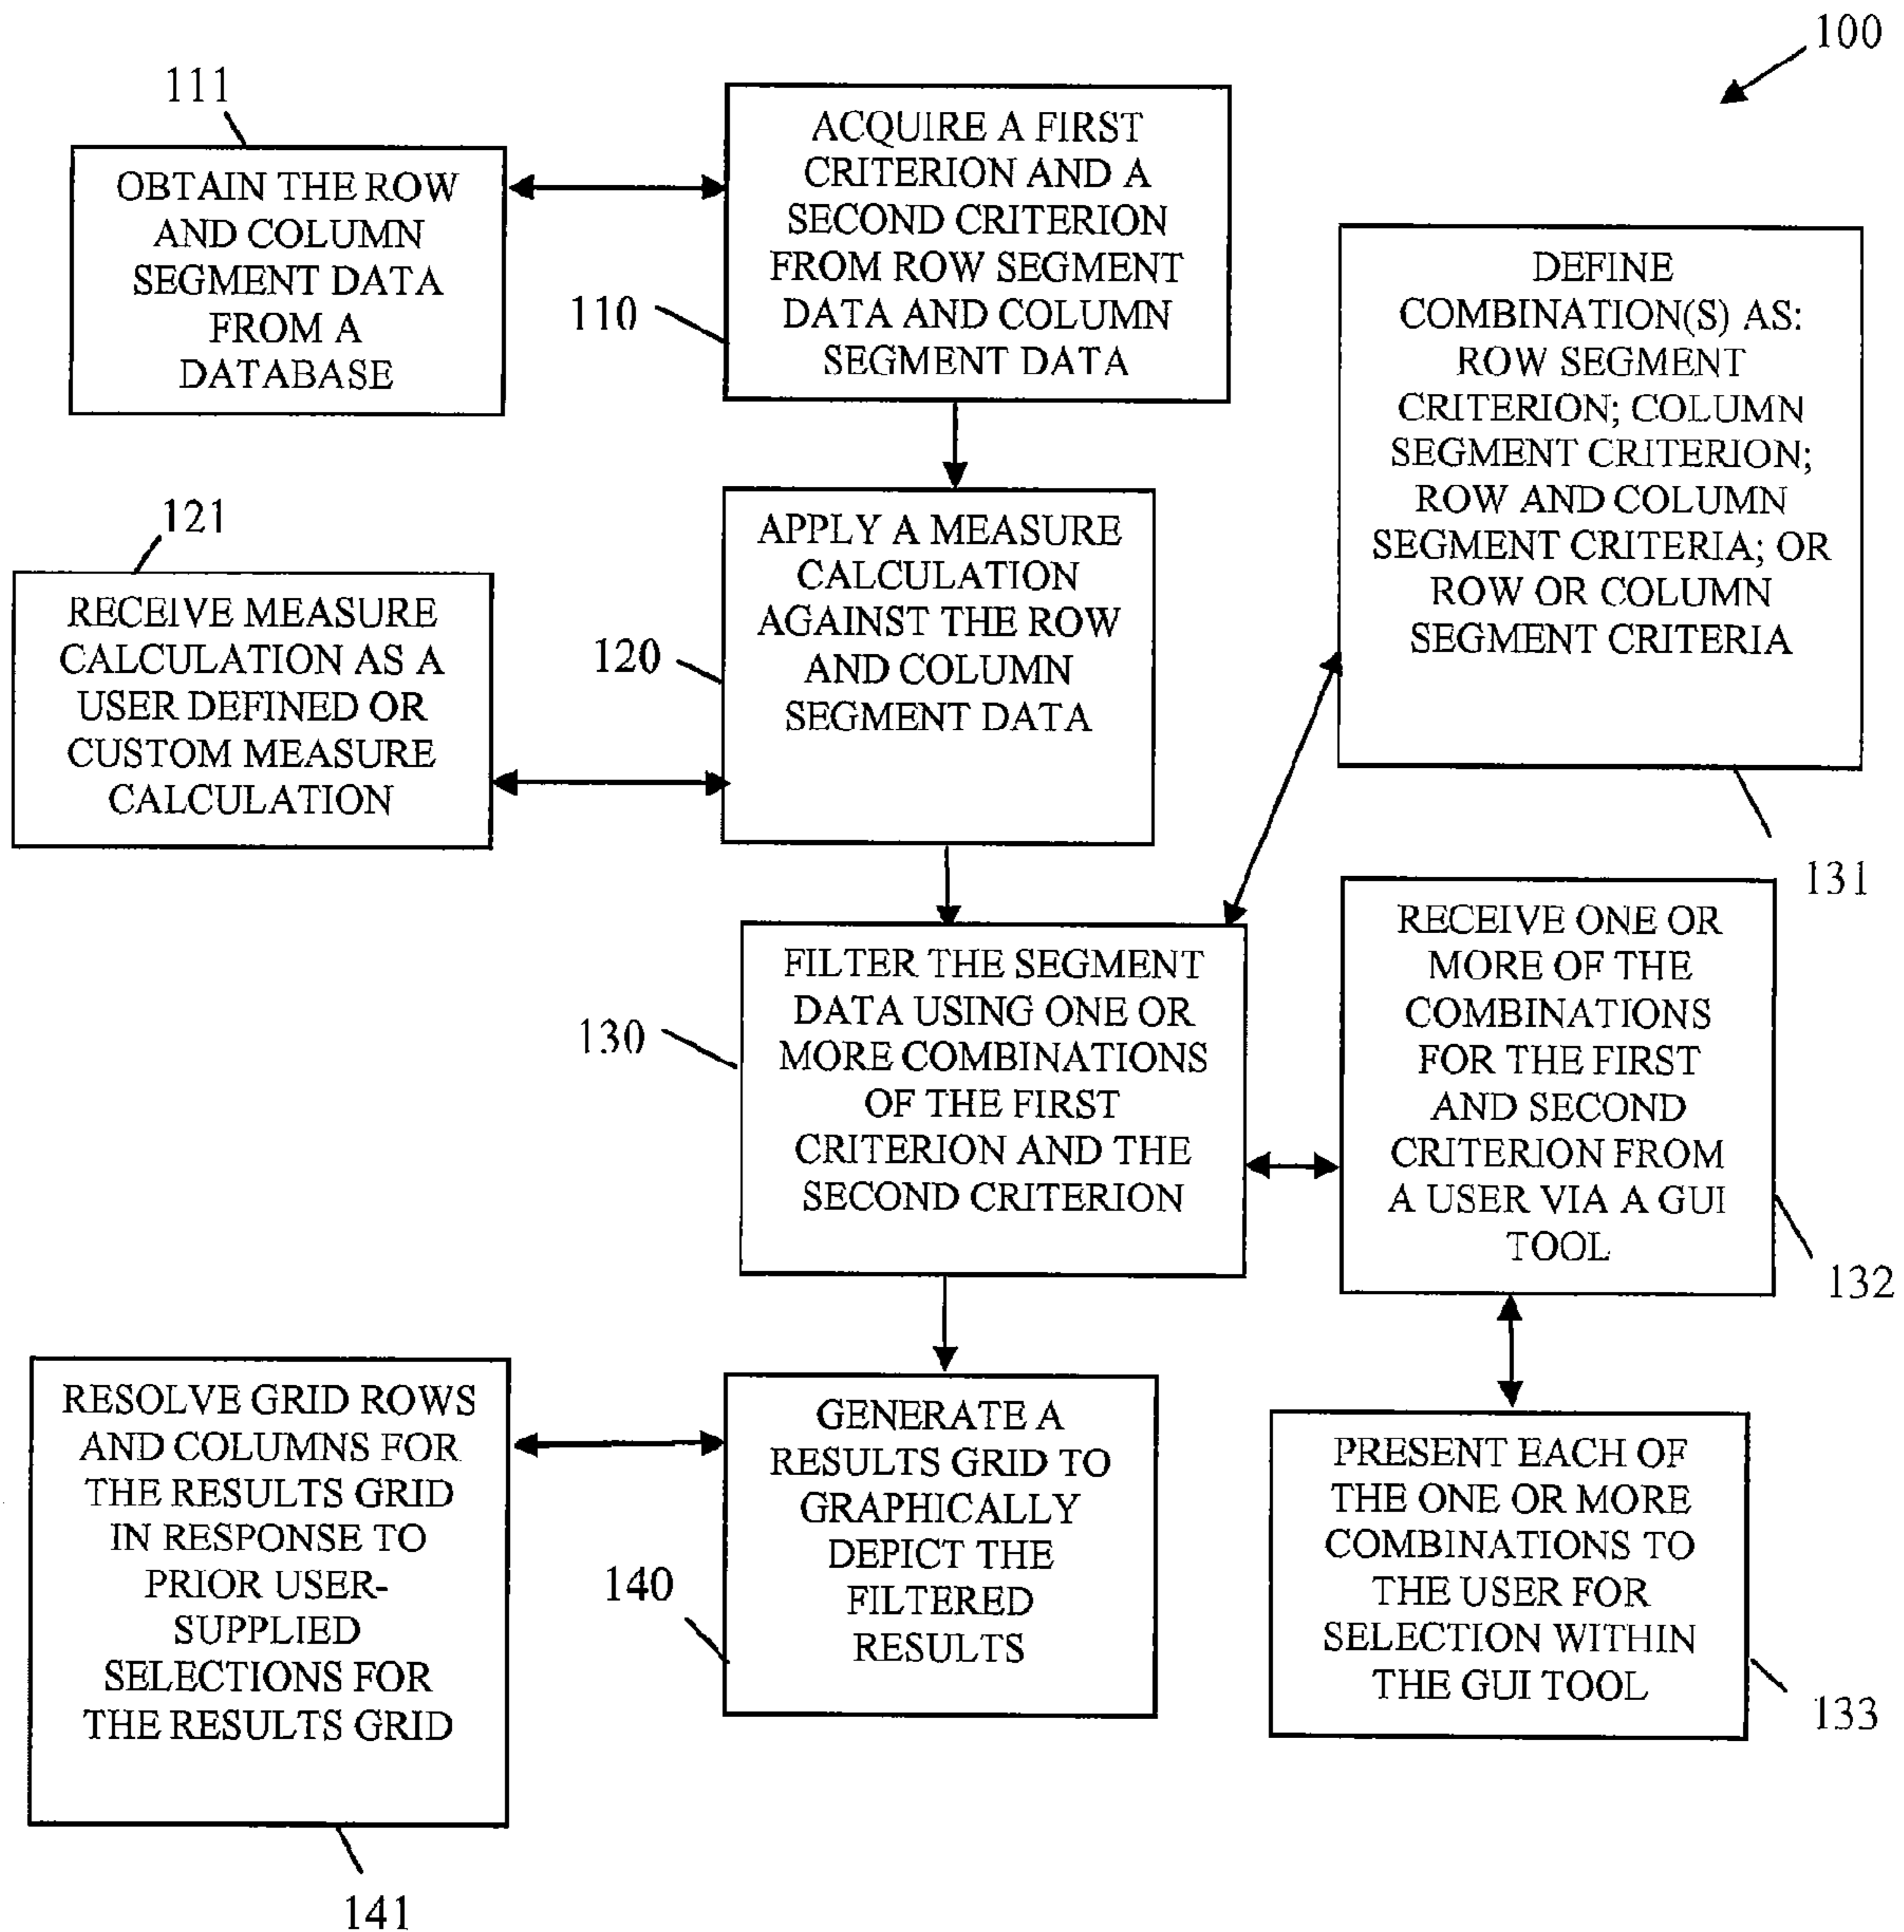 100
111
OBTAIN THE ROW
AND COLUMN
SEGMENT DATA
FROM A
DATABASE
ACQUIRE A FIRST
CRITERION AND A
SECOND CRITERION
FROM ROW SEGMENT
DATA AND COLUMN
SEGMENT DATA
110
DEFINE
COMBINATION(S) AS:
ROW SEGMENT
CRITERION; COLUMN
SEGMENT CRITERION;
ROW AND COLUMN
SEGMENT CRITERIA; OR
ROW OR COLUMN
SEGMENT CRITERIA
131
121
RECEIVE MEASURE
CALCULATION AS A
USER DEFINED OR
CUSTOM MEASURE
CALCULATION
120
APPLY A MEASURE
CALCULATION
AGAINST THE ROW
AND COLUMN
SEGMENT DATA
130
FILTER THE SEGMENT
DATA USING ONE OR
MORE COMBINATIONS
OF THE FIRST
CRITERION AND THE
SECOND CRITERION
RECEIVE ONE OR
MORE OF THE
COMBINATIONS
FOR THE FIRST
AND SECOND
CRITERION FROM
A USER VIA A GUI
TOOL
132
RESOLVE GRID ROWS
AND COLUMNS FOR
THE RESULTS GRID
IN RESPONSE TO
PRIOR USER-
SUPPLIED
SELECTIONS FOR
THE RESULTS GRID
141
140
GENERATE A
RESULTS GRID TO
GRAPHICALLY
DEPICT THE
FILTERED
RESULTS
PRESENT EACH OF
THE ONE OR MORE
COMBINATIONS TO
THE USER FOR
SELECTION WITHIN
THE GUI TOOL
133